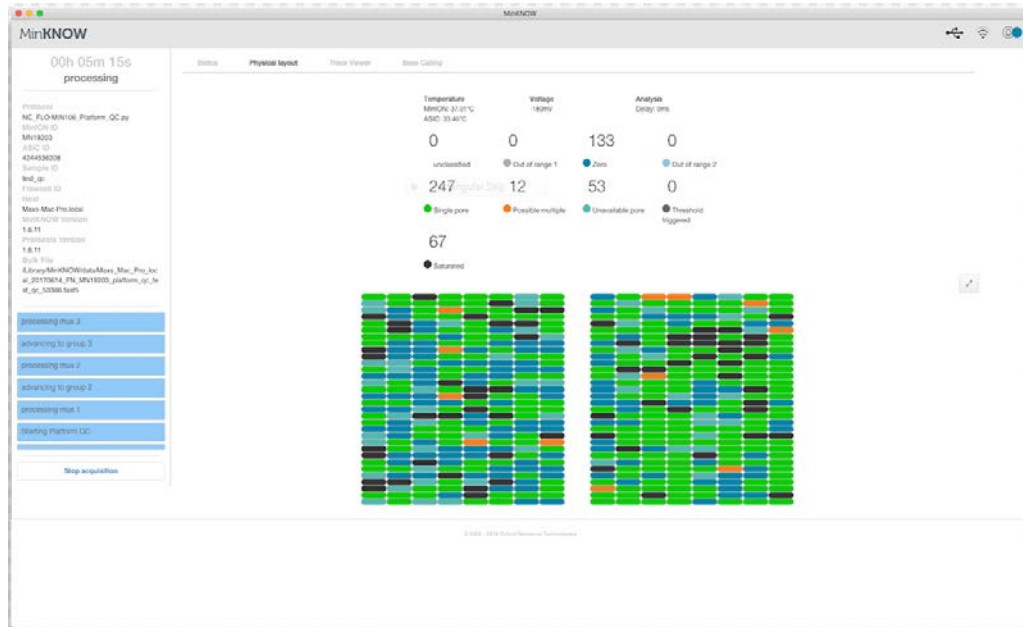 MinKNOW
MinKNOW
00h 05m 15s
processing
Status Physical layout Trace Viewer Base Calling
Protocol
NC_FLO-MIN106_Platform_QC.py
MinION ID
MN19203
ASIC ID
4244536208
Sample ID
test_qc
Flowcell ID
Host
Maxs-Mac-Pro.local
MinKNOW Version
1.6.11
Protocols Version
1.6.11
Bulk File
/Library/MinKNOW/data/Maxs_Mac_Pro_loc
al_20170614_FN_MN19203_platform_qc_te
st_qc_53386.fast5
processing mux 3
advancing to group 3
processing mux 2
advancing to group 2
processing mux 1
Starting Platform QC
Stop acquisition
Temperature Voltage Analysis
MinION: 37.01°C -180mV Delay: 0ms
ASIC: 33.46°C
0 0 133 0
unclassified Out of range 1 Zero Out of range 2
247 12 53 0
Single pore Possible multiple Unavailable pore Threshold
triggered
67
Saturated